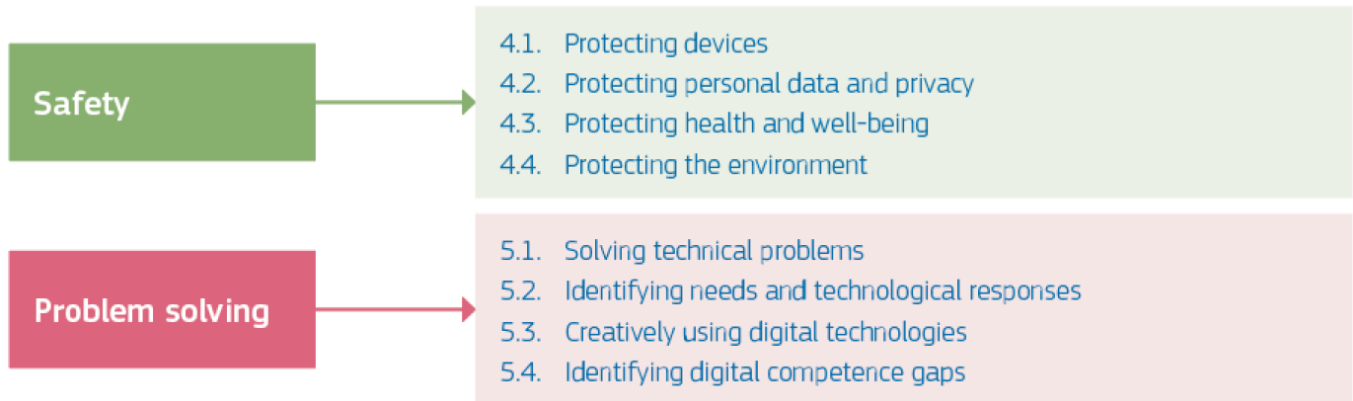 Safety
4.1. Protecting devices
4.2. Protecting personal data and privacy
4.3. Protecting health and well-being
4.4. Protecting the environment
Problem solving
5.1. Solving technical problems
5.2. Identifying needs and technological responses
5.3. Creatively using digital technologies
5.4. Identifying digital competence gaps